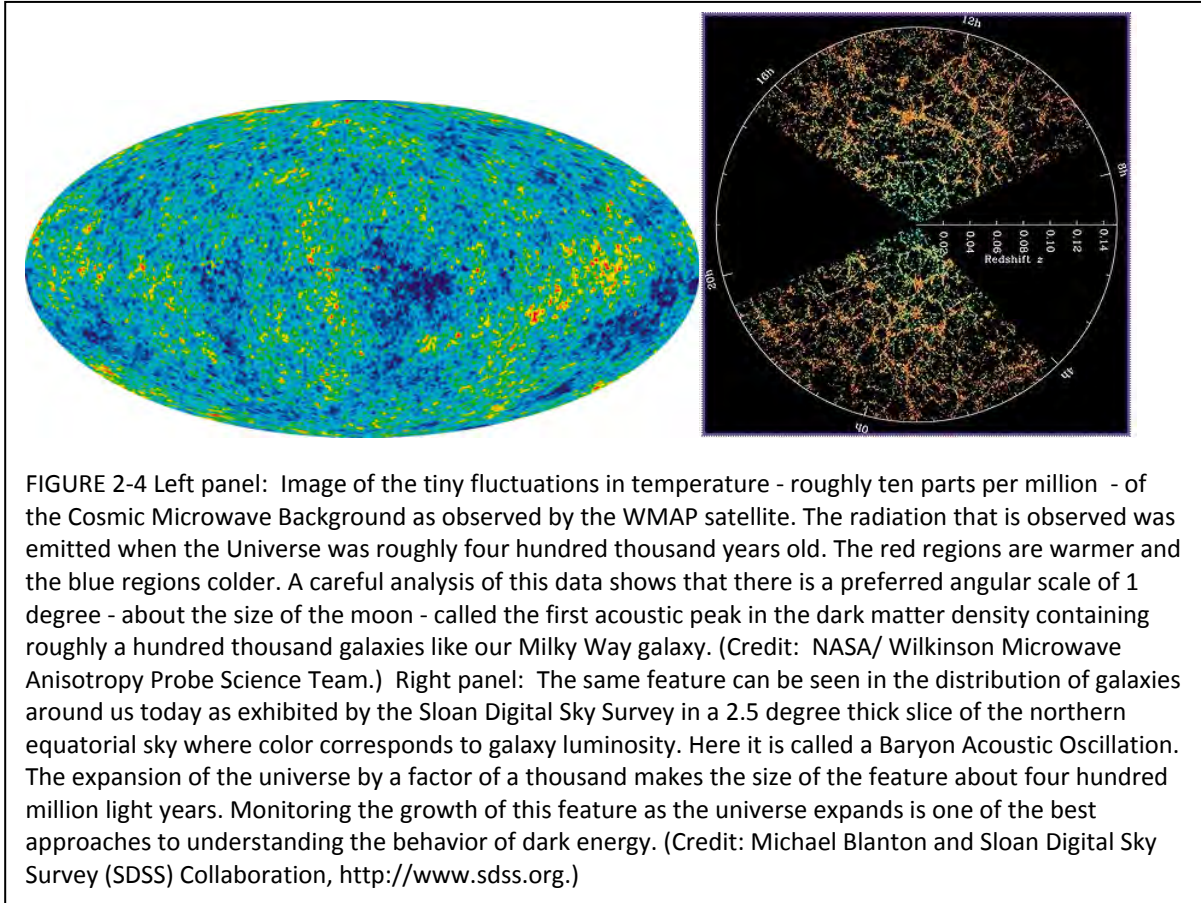 12h
16h
8h
0.02
0.04
0.06
0.08
0.10
0.12
0.14
Redshift z
20h
4h
0h
FIGURE 2-4 Left panel:  Image of the tiny fluctuations in temperature - roughly ten parts per million  - of
the Cosmic Microwave Background as observed by the WMAP satellite. The radiation that is observed was
emitted when the Universe was roughly four hundred thousand years old. The red regions are warmer and
the blue regions colder. A careful analysis of this data shows that there is a preferred angular scale of 1
degree - about the size of the moon - called the first acoustic peak in the dark matter density containing
roughly a hundred thousand galaxies like our Milky Way galaxy. (Credit:  NASA/ Wilkinson Microwave
Anisotropy Probe Science Team.)  Right panel:  The same feature can be seen in the distribution of galaxies
around us today as exhibited by the Sloan Digital Sky Survey in a 2.5 degree thick slice of the northern
equatorial sky where color corresponds to galaxy luminosity. Here it is called a Baryon Acoustic Oscillation.
The expansion of the universe by a factor of a thousand makes the size of the feature about four hundred
million light years. Monitoring the growth of this feature as the universe expands is one of the best
approaches to understanding the behavior of dark energy. (Credit: Michael Blanton and Sloan Digital Sky
Survey (SDSS) Collaboration, http://www.sdss.org.)